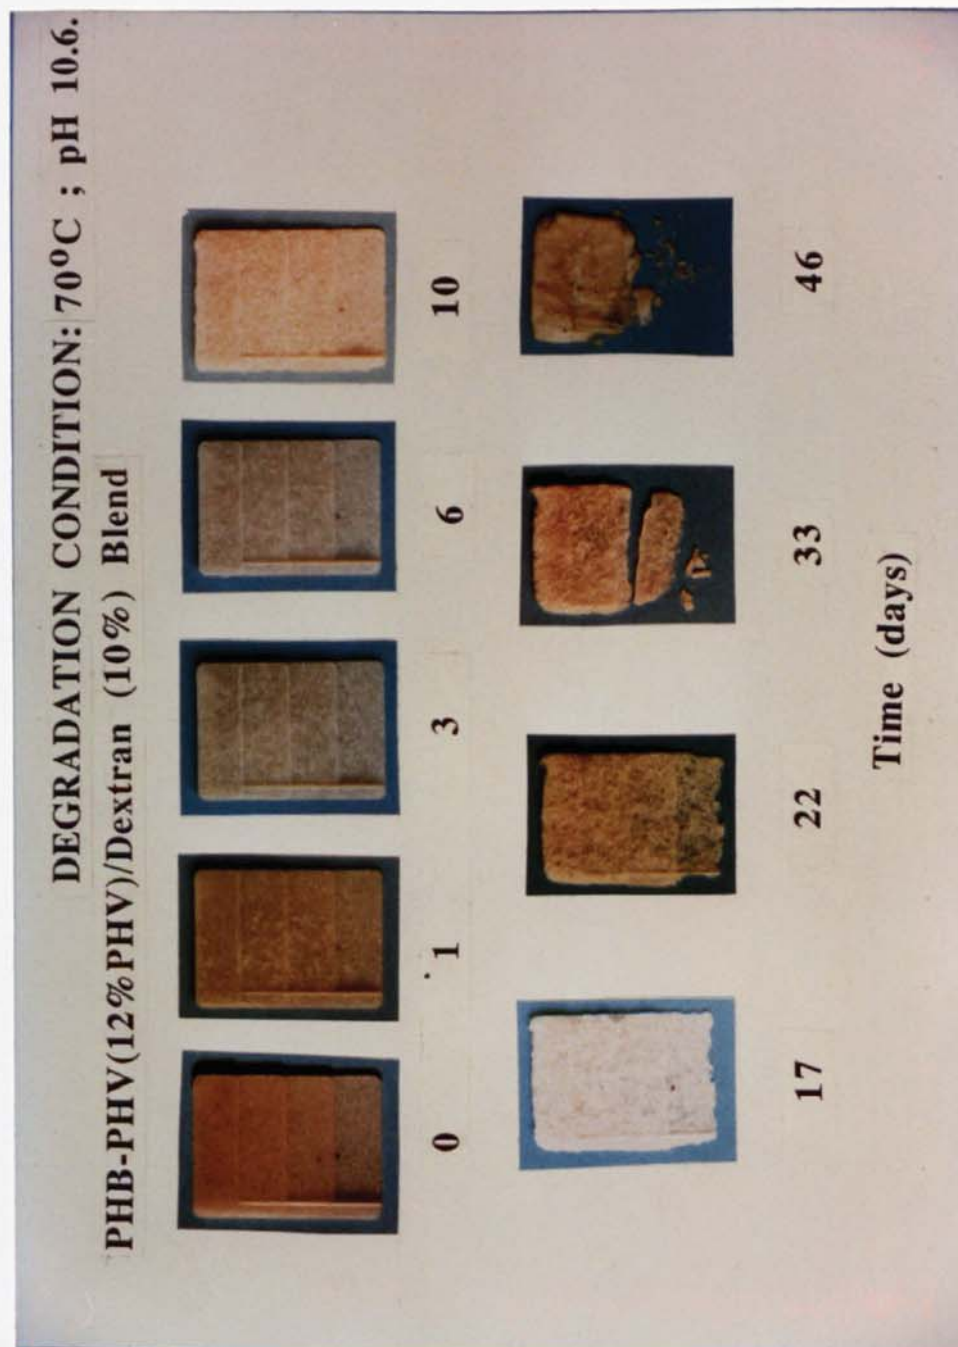 DEGRADATION CONDITION: 70°C ; pH 10.6.
PHB-PHV(12%PHV)/Dextran (10%) Blend
0 1 3 6 10
17 22 33 46
Time (days)